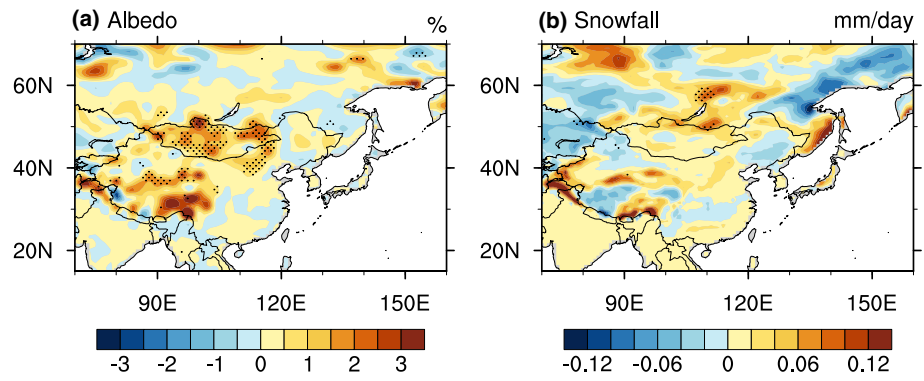 (a) Albedo %
(b) Snowfall mm/day
60N
40N
20N
90E 120E 150E
60N
40N
20N
90E 120E 150E
-3 -2 -1 0 1 2 3
-0.12 -0.06 0 0.06 0.12